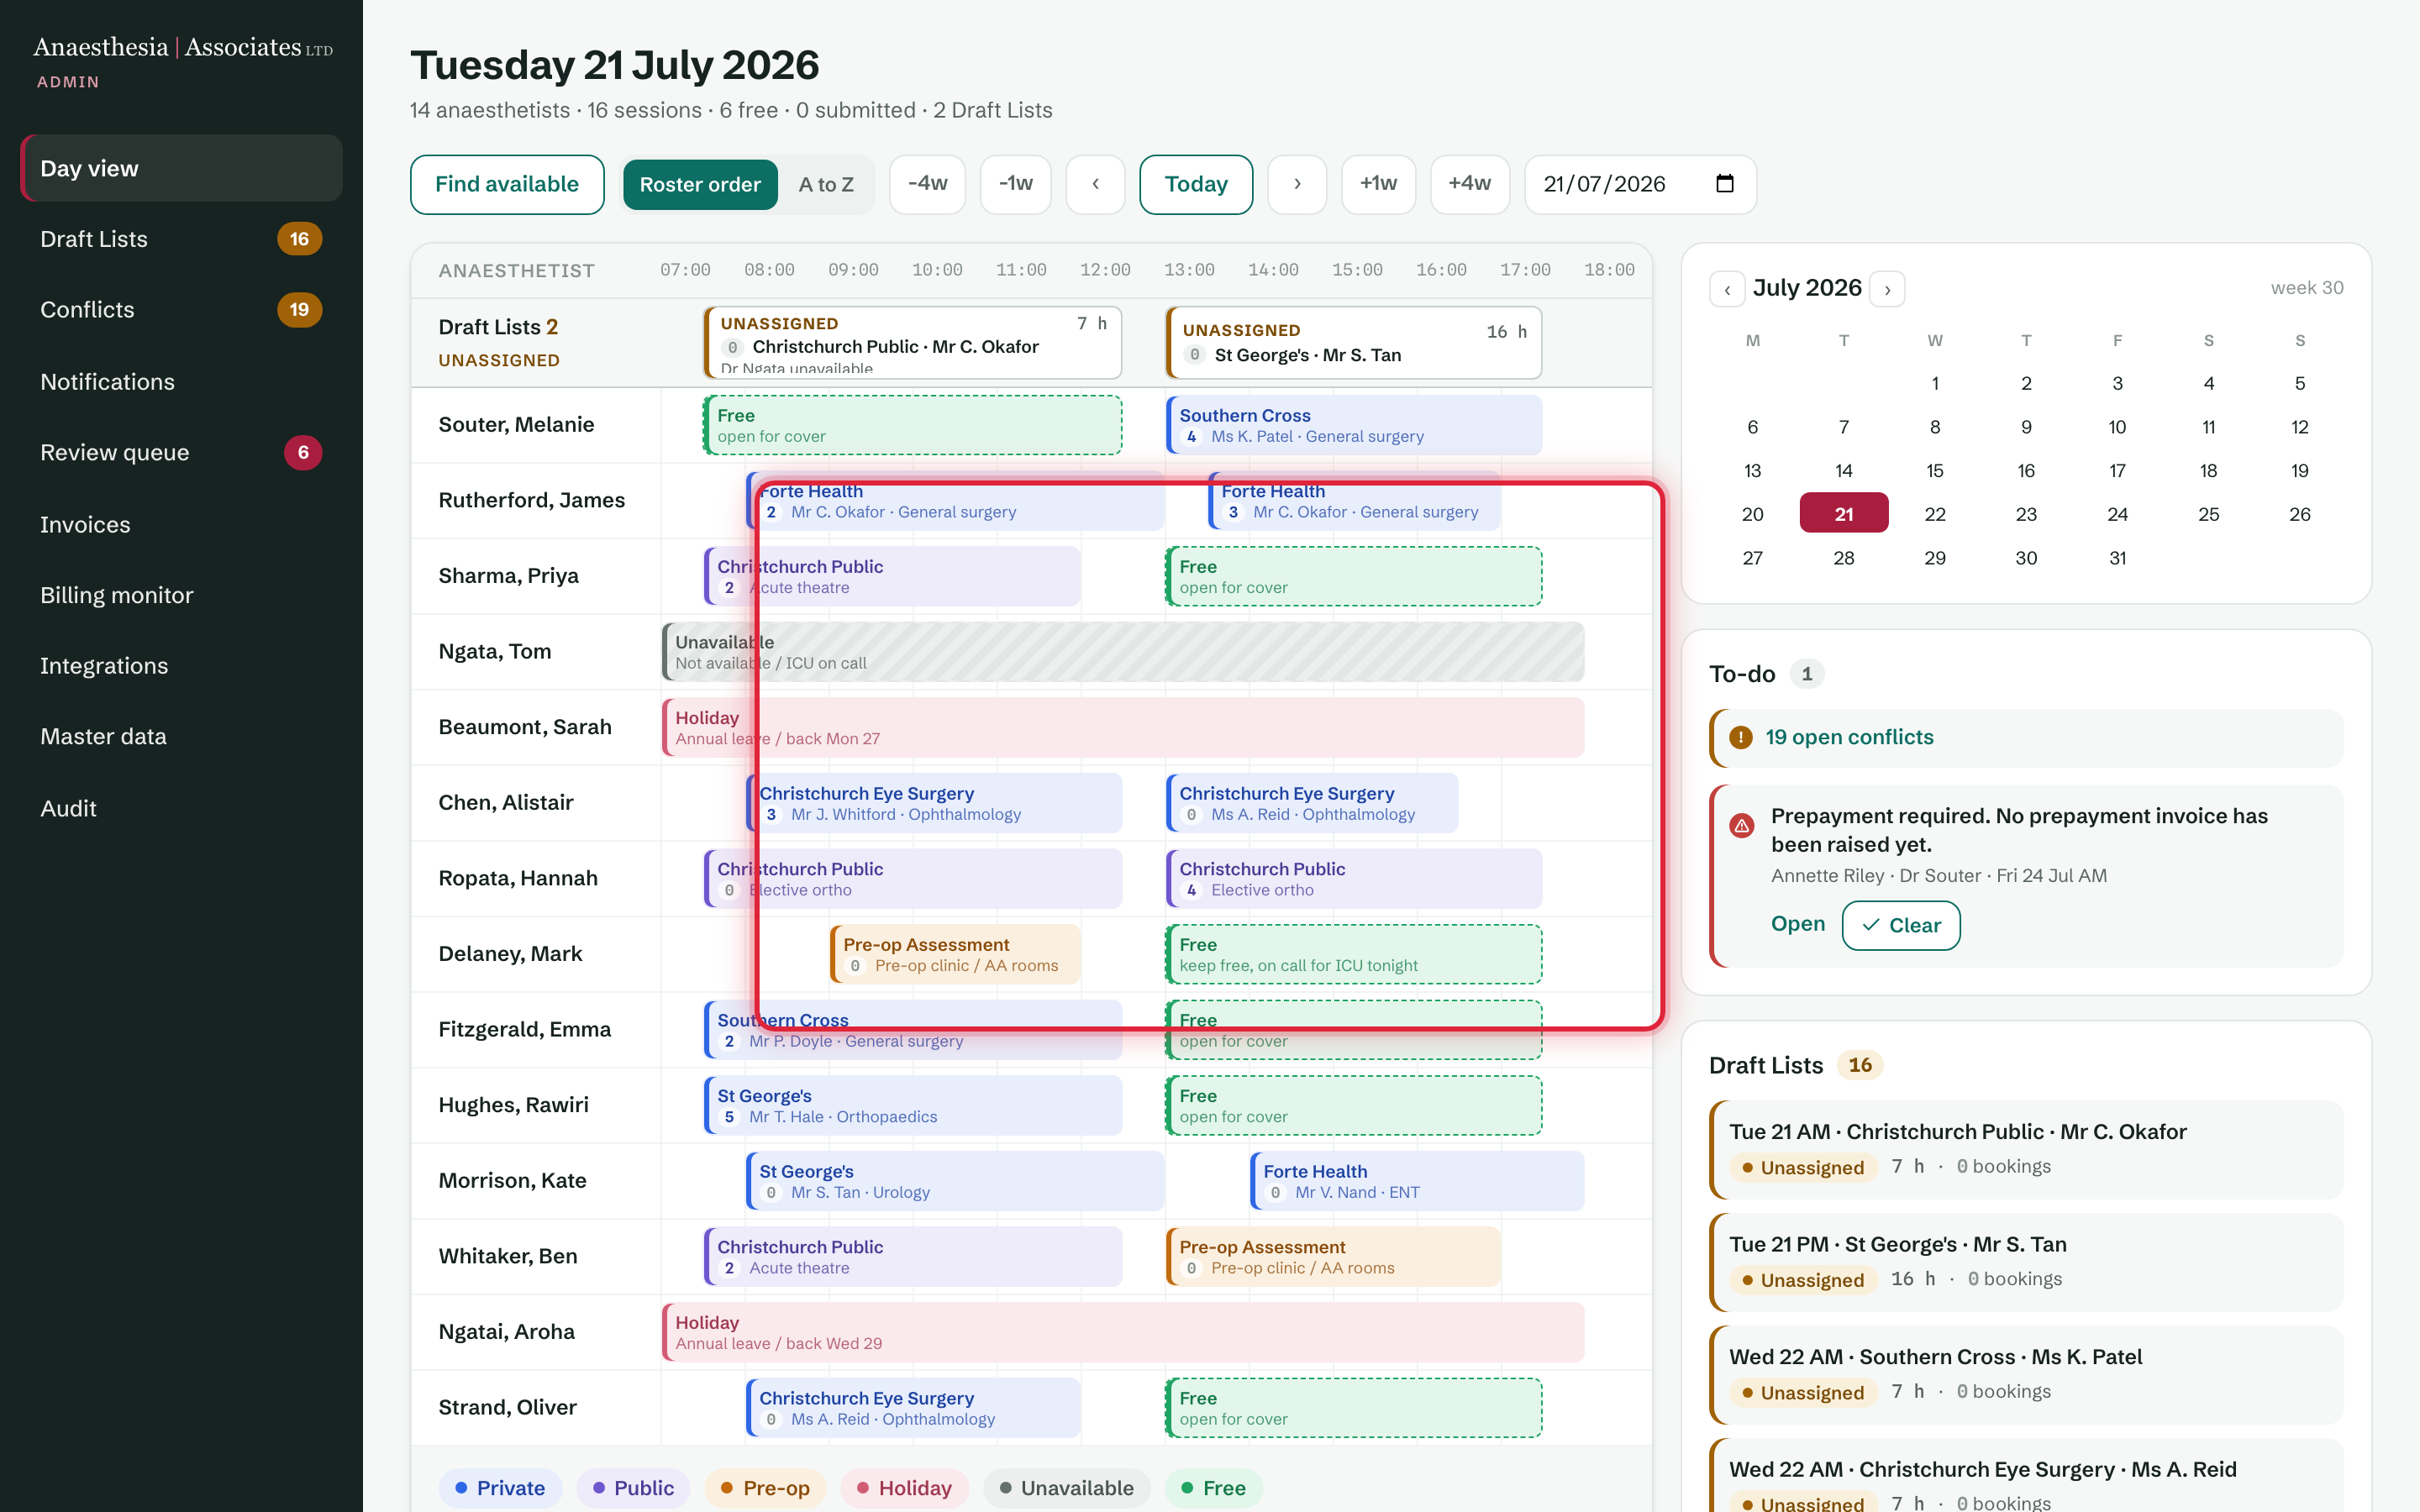 Anaesthesia | Associates LTD
ADMIN
Day view
Draft Lists 16
Conflicts 19
Notifications
Review queue 6
Invoices
Billing monitor
Integrations
Master data
Audit
Tuesday 21 July 2026
14 anaesthetists · 16 sessions · 6 free · 0 submitted · 2 Draft Lists
Find available Roster order A to Z -4w -1w ‹ Today › +1w +4w 21/07/2026
ANAESTHETIST 07:00 08:00 09:00 10:00 11:00 12:00 13:00 14:00 15:00 16:00 17:00 18:00
Draft Lists 2
UNASSIGNED
UNASSIGNED 7 h
0 Christchurch Public · Mr C. Okafor
Dr Ngata unavailable
UNASSIGNED 16 h
0 St George's · Mr S. Tan
Souter, Melanie
Free
open for cover
Southern Cross
4 Ms K. Patel · General surgery
Rutherford, James
Forte Health
2 Mr C. Okafor · General surgery
Forte Health
3 Mr C. Okafor · General surgery
Sharma, Priya
Christchurch Public
2 Acute theatre
Free
open for cover
Ngata, Tom
Unavailable
Not available / ICU on call
Beaumont, Sarah
Holiday
Annual leave / back Mon 27
Chen, Alistair
Christchurch Eye Surgery
3 Mr J. Whitford · Ophthalmology
Christchurch Eye Surgery
0 Ms A. Reid · Ophthalmology
Ropata, Hannah
Christchurch Public
0 Elective ortho
Christchurch Public
4 Elective ortho
Delaney, Mark
Pre-op Assessment
0 Pre-op clinic / AA rooms
Free
keep free, on call for ICU tonight
Fitzgerald, Emma
Southern Cross
2 Mr P. Doyle · General surgery
Free
open for cover
Hughes, Rawiri
St George's
5 Mr T. Hale · Orthopaedics
Free
open for cover
Morrison, Kate
St George's
0 Mr S. Tan · Urology
Forte Health
0 Mr V. Nand · ENT
Whitaker, Ben
Christchurch Public
2 Acute theatre
Pre-op Assessment
0 Pre-op clinic / AA rooms
Ngatai, Aroha
Holiday
Annual leave / back Wed 29
Strand, Oliver
Christchurch Eye Surgery
0 Ms A. Reid · Ophthalmology
Free
open for cover
Private Public Pre-op Holiday Unavailable Free
‹ July 2026 › week 30
M T W T F S S
1 2 3 4 5
6 7 8 9 10 11 12
13 14 15 16 17 18 19
20 21 22 23 24 25 26
27 28 29 30 31
To-do 1
19 open conflicts
Prepayment required. No prepayment invoice has
been raised yet.
Annette Riley · Dr Souter · Fri 24 Jul AM
Open ✓ Clear
Draft Lists 16
Tue 21 AM · Christchurch Public · Mr C. Okafor
Unassigned 7 h · 0 bookings
Tue 21 PM · St George's · Mr S. Tan
Unassigned 16 h · 0 bookings
Wed 22 AM · Southern Cross · Ms K. Patel
Unassigned 7 h · 0 bookings
Wed 22 AM · Christchurch Eye Surgery · Ms A. Reid
Unassigned 7 h · 0 bookings